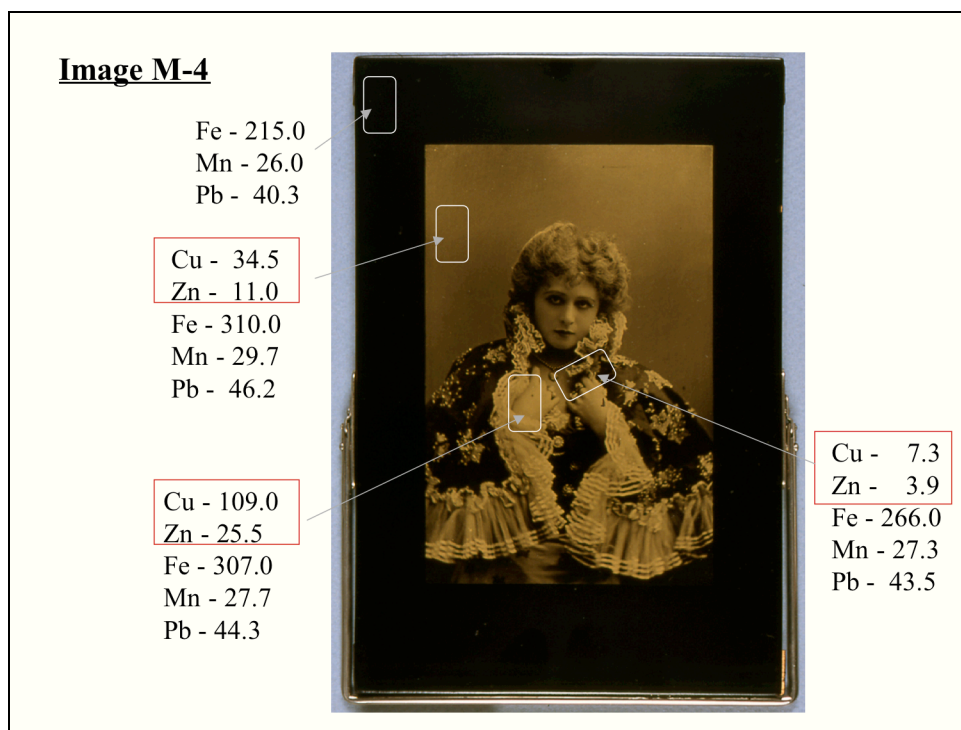 Image M-4
Fe - 215.0
Mn - 26.0
Pb - 40.3
Cu - 34.5
Zn - 11.0
Fe - 310.0
Mn - 29.7
Pb - 46.2
Cu - 109.0
Zn - 25.5
Fe - 307.0
Mn - 27.7
Pb - 44.3
Cu - 7.3
Zn - 3.9
Fe - 266.0
Mn - 27.3
Pb - 43.5